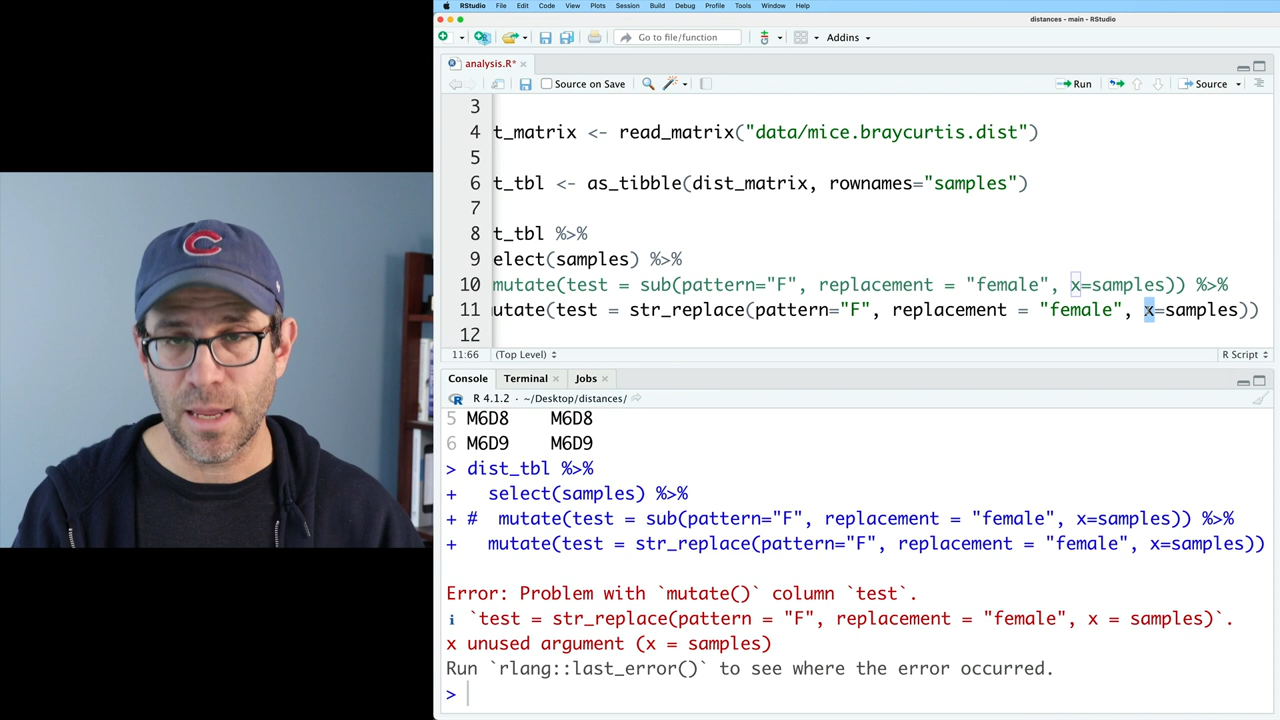 RStudio File Edit Code View Plots Session Build Debug Profile Tools Window Help
distances - main - RStudio
Go to file/function Addins
analysis.R*
Source on Save Run Source
3
4 t_matrix <- read_matrix("data/mice.braycurtis.dist")
5
6 t_tbl <- as_tibble(dist_matrix, rownames="samples")
7
8 t_tbl %>%
9 elect(samples) %>%
10 mutate(test = sub(pattern="F", replacement = "female", x=samples)) %>%
11 utate(test = str_replace(pattern="F", replacement = "female", x=samples))
12
11:66 (Top Level) R Script
Console Terminal Jobs
R 4.1.2 · ~/Desktop/distances/
5 M6D8 M6D8
6 M6D9 M6D9
> dist_tbl %>%
+ select(samples) %>%
+ # mutate(test = sub(pattern="F", replacement = "female", x=samples)) %>%
+ mutate(test = str_replace(pattern="F", replacement = "female", x=samples))
Error: Problem with `mutate()` column `test`.
i `test = str_replace(pattern = "F", replacement = "female", x = samples)`.
x unused argument (x = samples)
Run `rlang::last_error()` to see where the error occurred.
>
C